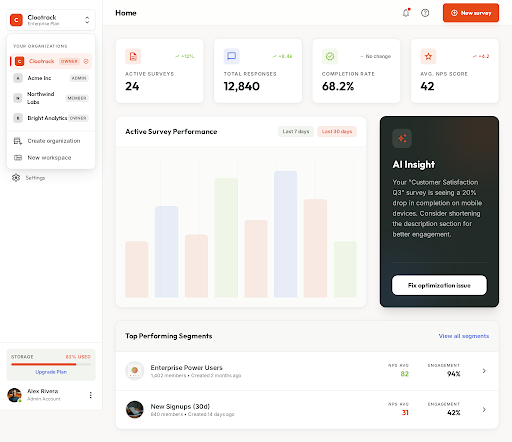 C
Clootrack
Enterprise Plan
Home
New survey
YOUR ORGANIZATIONS
C
Clootrack
OWNER
A
Acme Inc
ADMIN
N
Northwind
Labs
MEMBER
B
Bright Analytics
OWNER
Create organization
New workspace
Settings
+12%
ACTIVE SURVEYS
24
+8.4k
TOTAL RESPONSES
12,840
No change
COMPLETION RATE
68.2%
+4.2
AVG. NPS SCORE
42
Active Survey Performance
Last 7 days
Last 30 days
AI Insight
Your "Customer Satisfaction
Q3" survey is seeing a 20%
drop in completion on mobile
devices. Consider shortening
the description section for
better engagement.
Fix optimization issue
Top Performing Segments
View all segments
Enterprise Power Users
1,402 members • Created 2 months ago
NPS AVG
82
ENGAGEMENT
94%
New Signups (30d)
840 members • Created 14 days ago
NPS AVG
31
ENGAGEMENT
42%
STORAGE
82% USED
Upgrade Plan
Alex Rivera
Admin Account